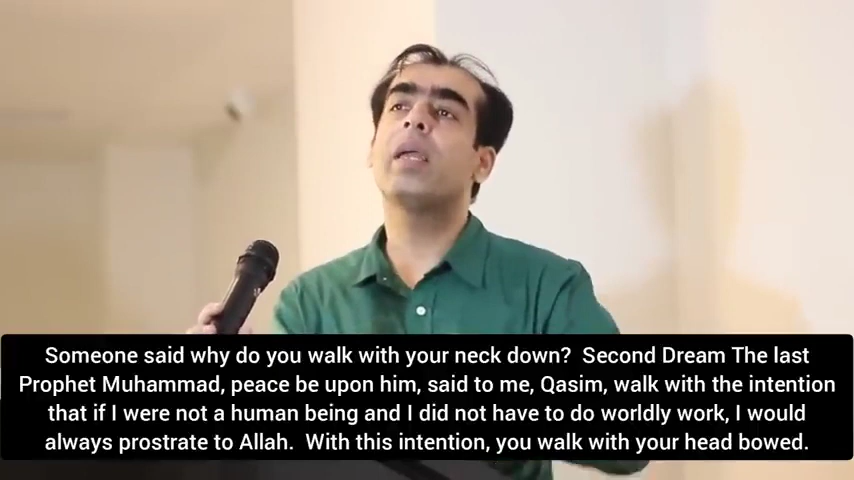 Someone said why do you walk with your neck down?  Second Dream The last
Prophet Muhammad, peace be upon him, said to me, Qasim, walk with the intention
that if I were not a human being and I did not have to do worldly work, I would
always prostrate to Allah.  With this intention, you walk with your head bowed.